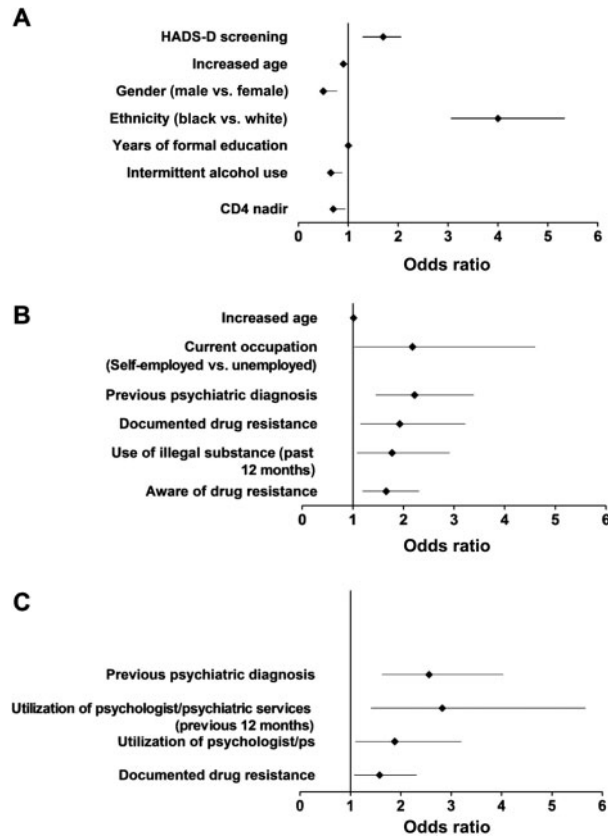 A
HADS-D screening
Increased age
Gender (male vs. female)
Ethnicity (black vs. white)
Years of formal education
Intermittent alcohol use
CD4 nadir
0 1 2 3 4 5 6
Odds ratio
B
Increased age
Current occupation
(Self-employed vs. unemployed)
Previous psychiatric diagnosis
Documented drug resistance
Use of illegal substance (past
12 months)
Aware of drug resistance
0 1 2 3 4 5 6
Odds ratio
C
Previous psychiatric diagnosis
Utilization of psychologist/psychiatric services
(previous 12 months)
Utilization of psychologist/ps
Documented drug resistance
0 1 2 3 4 5 6
Odds ratio